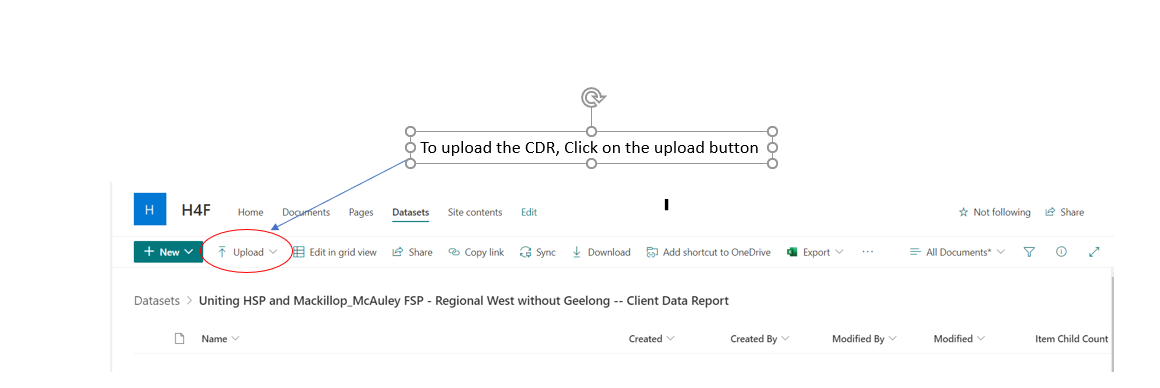 To upload the CDR, Click on the upload button
H H4F Home Documents Pages Datasets Site contents Edit Not following Share
+ New Upload Edit in grid view Share Copy link Sync Download Add shortcut to OneDrive Export ··· All Documents*
Datasets > Uniting HSP and Mackillop_McAuley FSP - Regional West without Geelong -- Client Data Report
Name Created Created By Modified By Modified Item Child Count